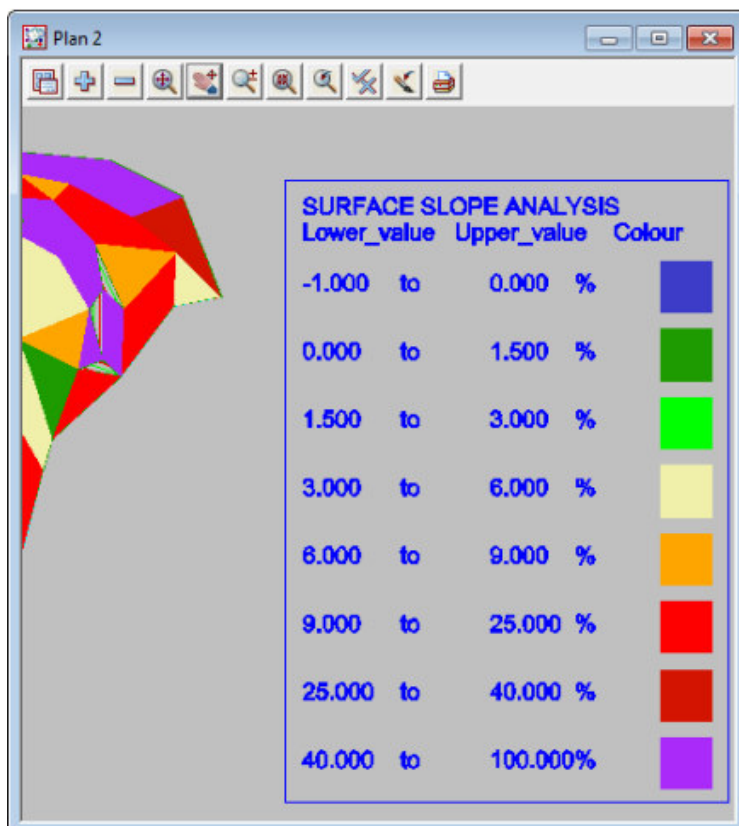 Plan 2
SURFACE SLOPE ANALYSIS
Lower_value Upper_value Colour
-1.000 to 0.000 %
0.000 to 1.500 %
1.500 to 3.000 %
3.000 to 6.000 %
6.000 to 9.000 %
9.000 to 25.000 %
25.000 to 40.000 %
40.000 to 100.000%